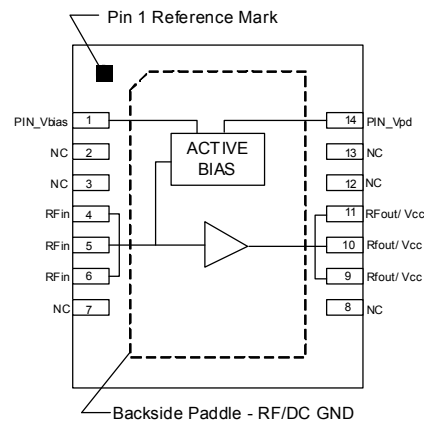 Pin 1 Reference Mark
PIN_Vbias 1
14 PIN_Vpd
ACTIVE
BIAS
NC 2
13 NC
NC 3
12 NC
RFin 4
11 RFout/ Vcc
RFin 5
10 Rfout/ Vcc
RFin 6
9 Rfout/ Vcc
NC 7
8 NC
Backside Paddle - RF/DC GND